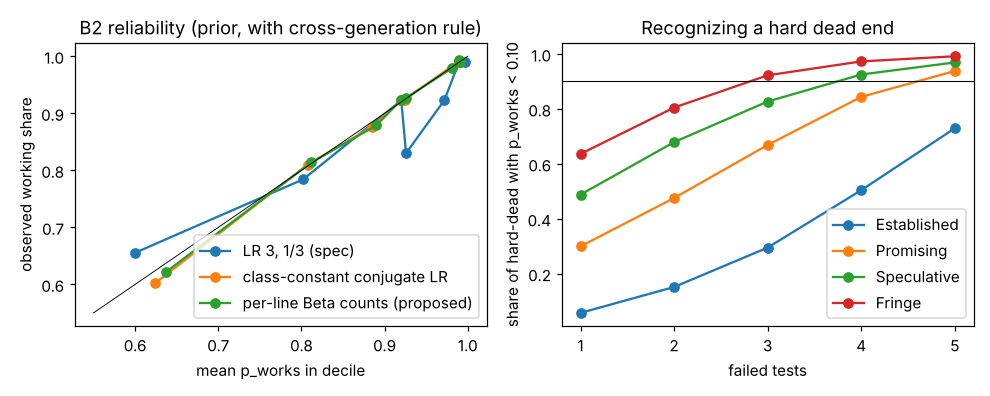 B2 reliability (prior, with cross-generation rule)
observed working share
1.0
0.9
0.8
0.7
0.6
LR 3, 1/3 (spec)
class-constant conjugate LR
per-line Beta counts (proposed)
0.6 0.7 0.8 0.9 1.0
mean p_works in decile
Recognizing a hard dead end
share of hard-dead with p_works < 0.10
1.0
0.8
0.6
0.4
0.2
Established
Promising
Speculative
Fringe
1 2 3 4 5
failed tests